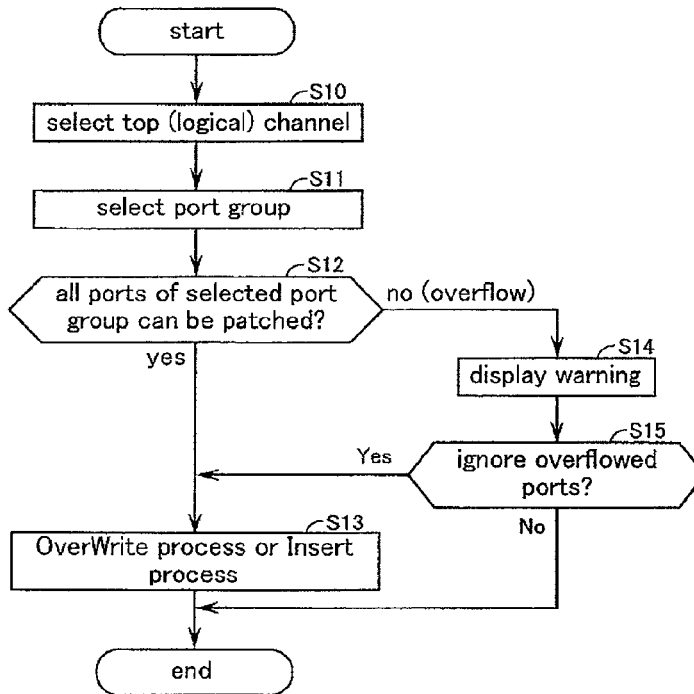 start
S10
select top (logical) channel
S11
select port group
S12
all ports of selected port
group can be patched?
no (overflow)
yes
S14
display warning
S15
Yes
ignore overflowed
ports?
No
S13
OverWrite process or Insert
process
end